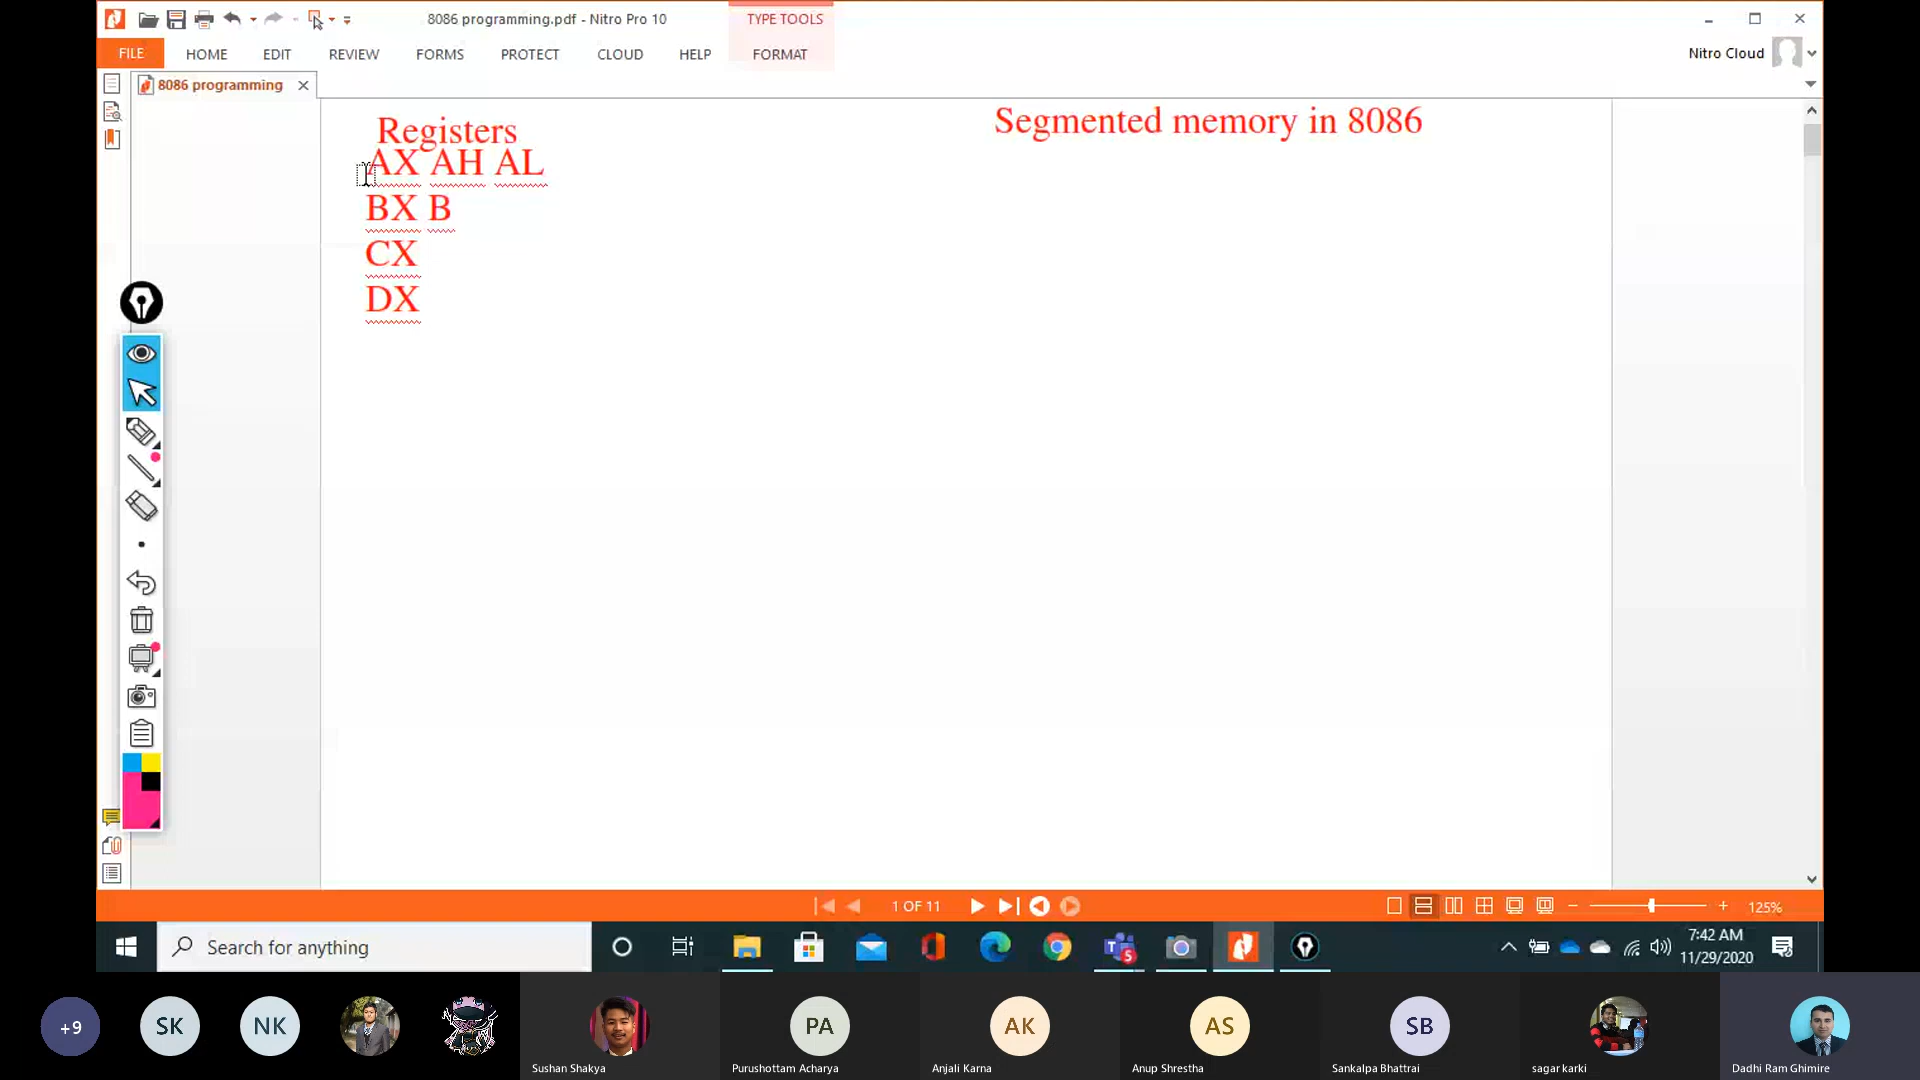 8086 programming.pdf - Nitro Pro 10
TYPE TOOLS
FILE HOME EDIT REVIEW FORMS PROTECT CLOUD HELP FORMAT
Nitro Cloud
8086 programming
Registers
Segmented memory in 8086
AX AH AL
BX B
CX
DX
1 OF 11
125%
Search for anything
7:42 AM
11/29/2020
+9
SK
NK
PA
AK
AS
SB
Sushan Shakya
Purushottam Acharya
Anjali Karna
Anup Shrestha
Sankalpa Bhattrai
sagar karki
Dadhi Ram Ghimire